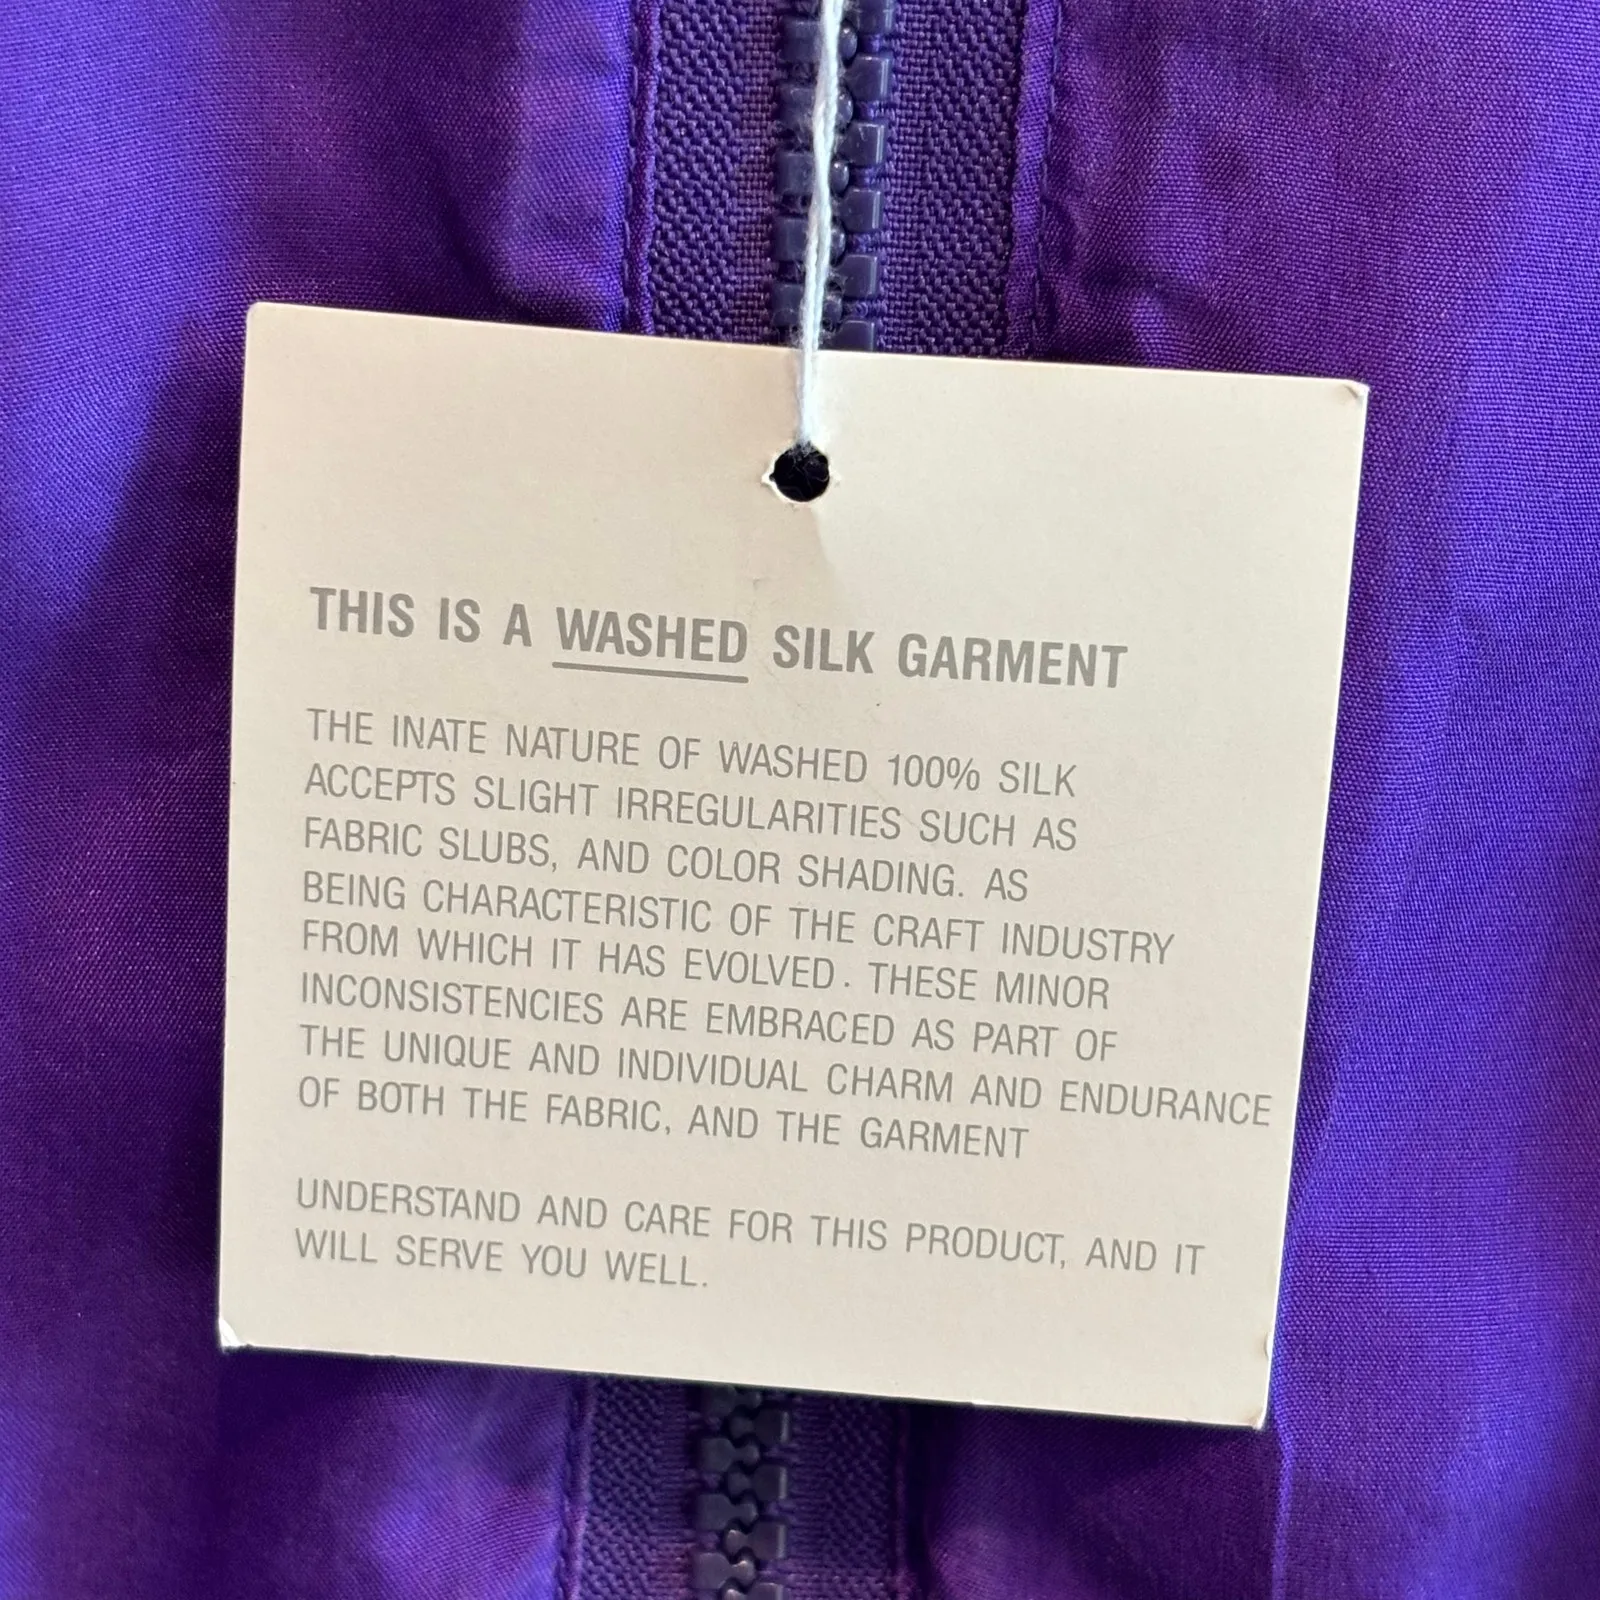 THIS IS A WASHED SILK GARMENT
THE INATE NATURE OF WASHED 100% SILK
ACCEPTS SLIGHT IRREGULARITIES SUCH AS
FABRIC SLUBS, AND COLOR SHADING. AS
BEING CHARACTERISTIC OF THE CRAFT INDUSTRY
FROM WHICH IT HAS EVOLVED. THESE MINOR
INCONSISTENCIES ARE EMBRACED AS PART OF
THE UNIQUE AND INDIVIDUAL CHARM AND ENDURANCE
OF BOTH THE FABRIC, AND THE GARMENT
UNDERSTAND AND CARE FOR THIS PRODUCT, AND IT
WILL SERVE YOU WELL.